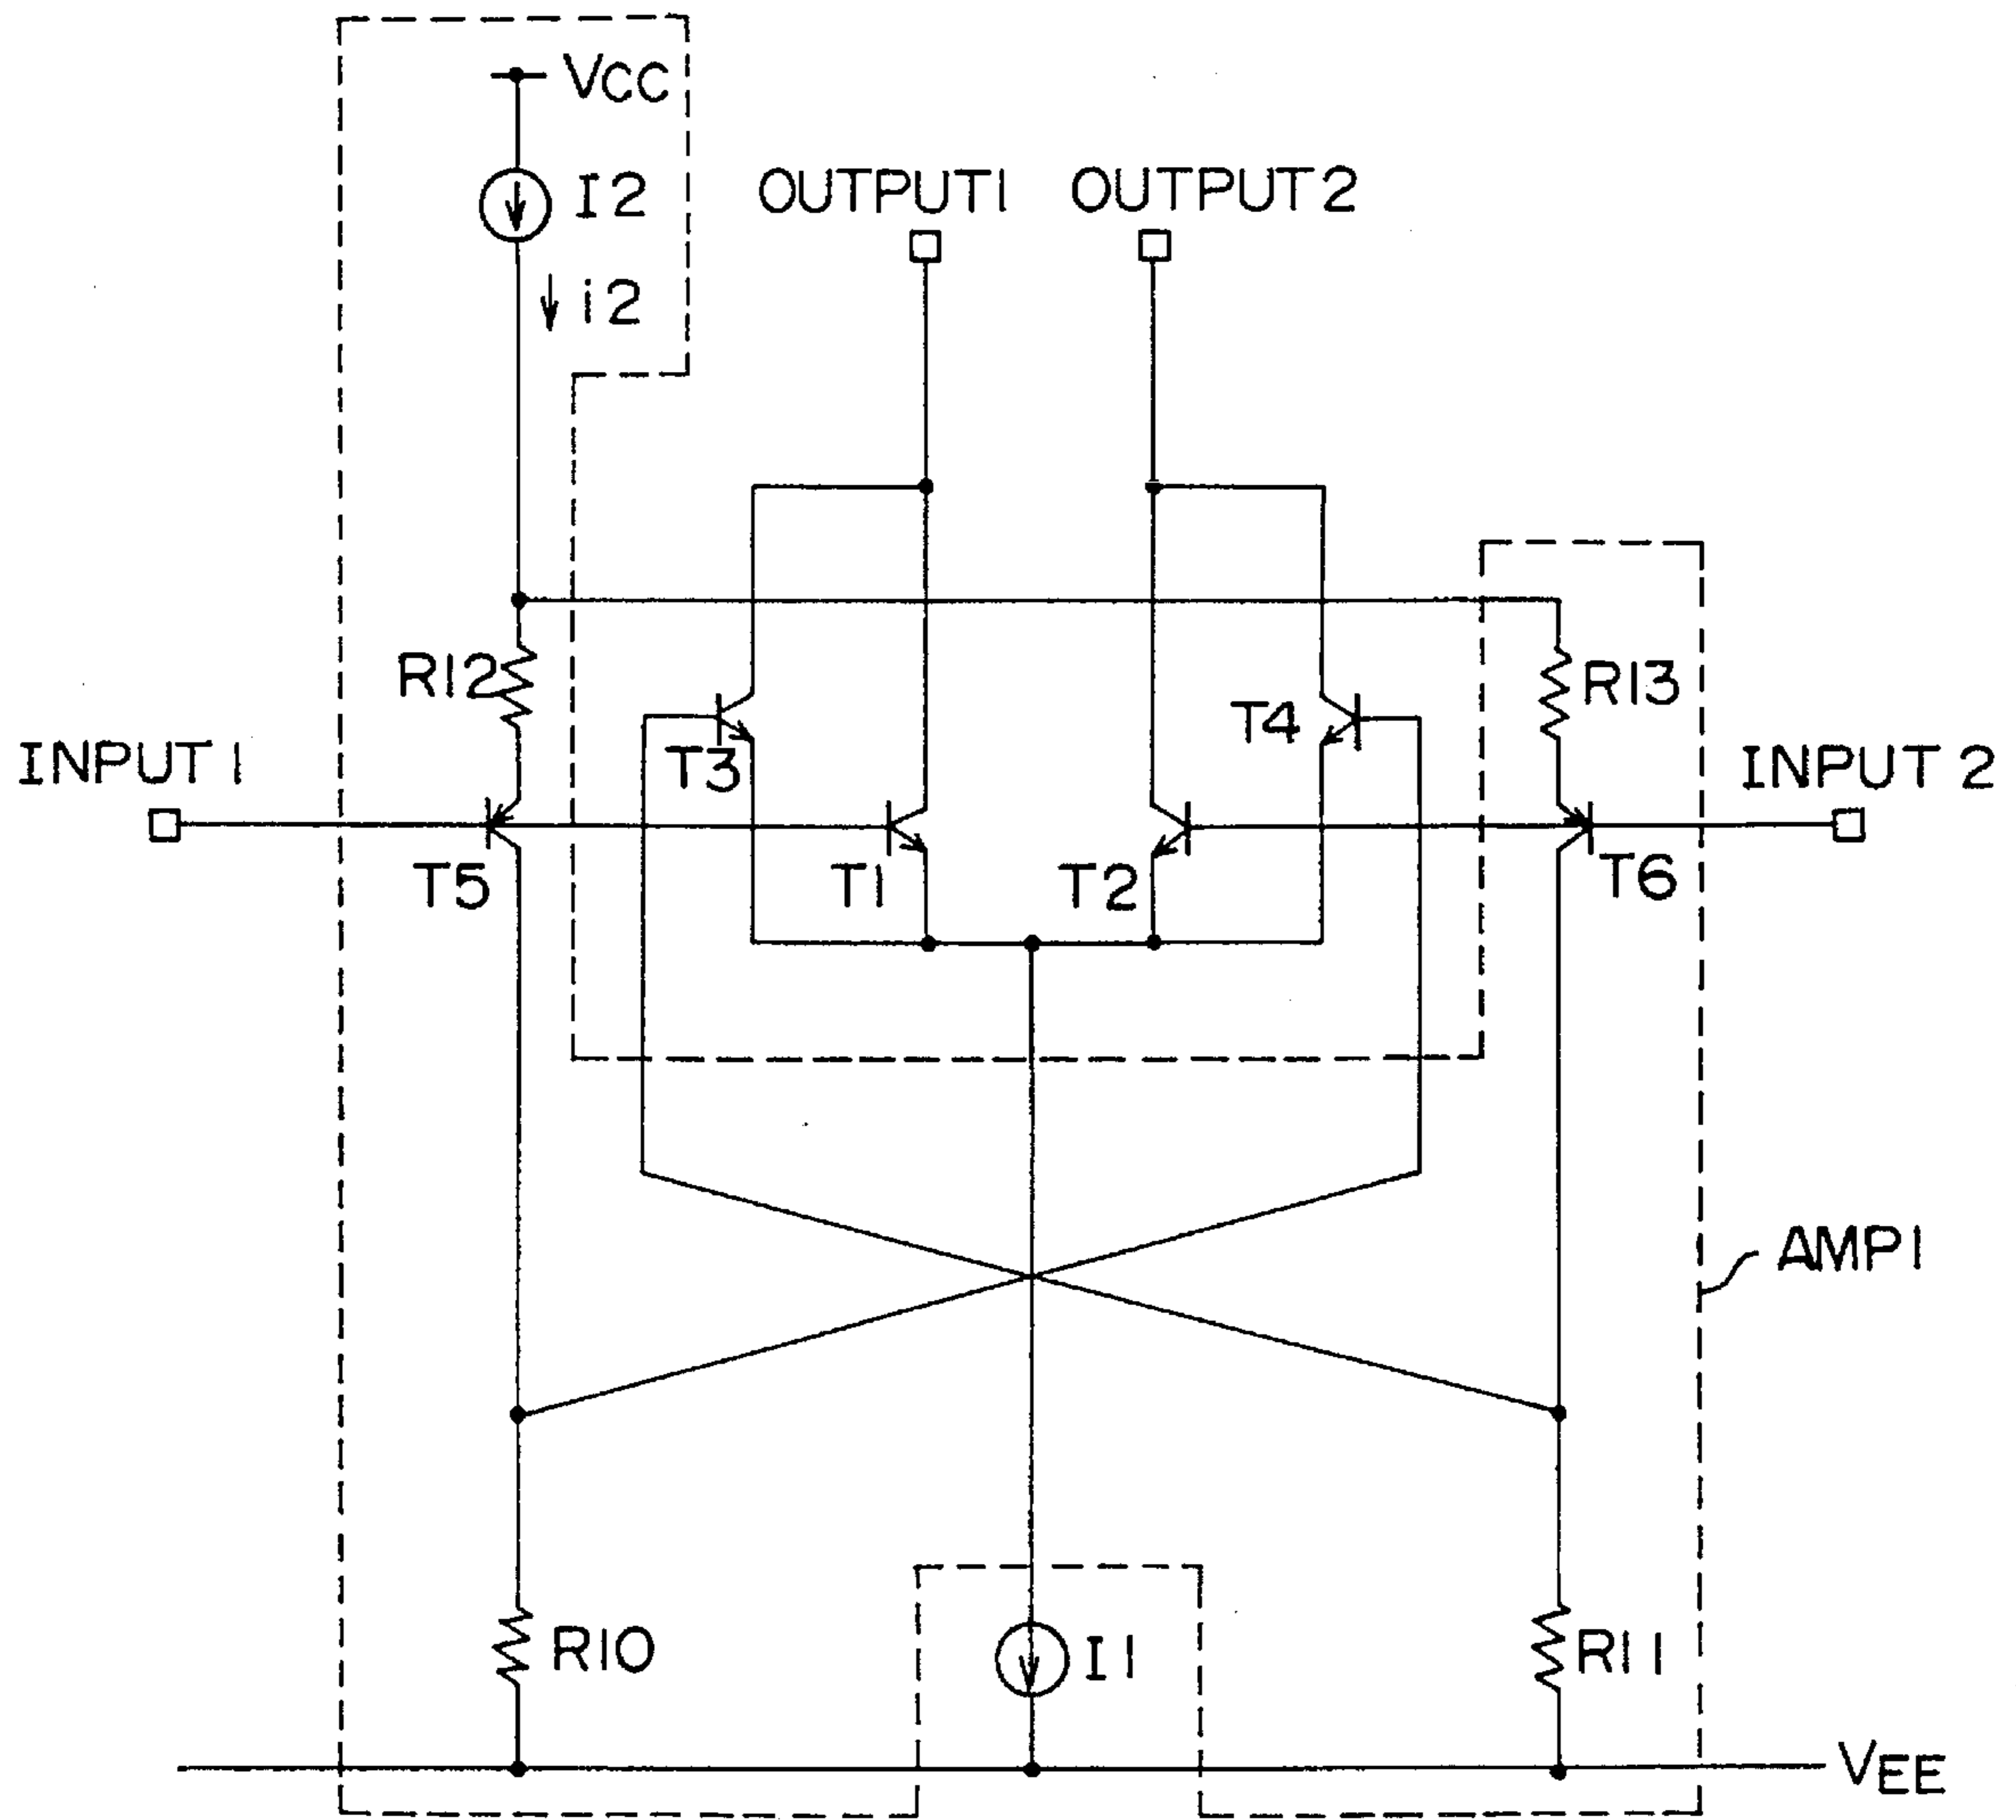 VCC
I2
OUTPUT1 OUTPUT2
i2
R12 R13
T3 T4
INPUT1 INPUT2
T5 T1 T2 T6
AMP1
R10 I1 R11
VEE